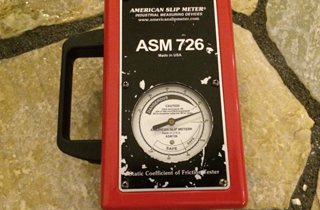 AMERICAN SLIP METER®
INDUSTRIAL MEASURING DEVICES
www.americanslipmeter.com
ASM 726
Made in USA
CAUTION
AMERICAN SLIP METER®
SAFE
Static Coefficient of Friction Tester